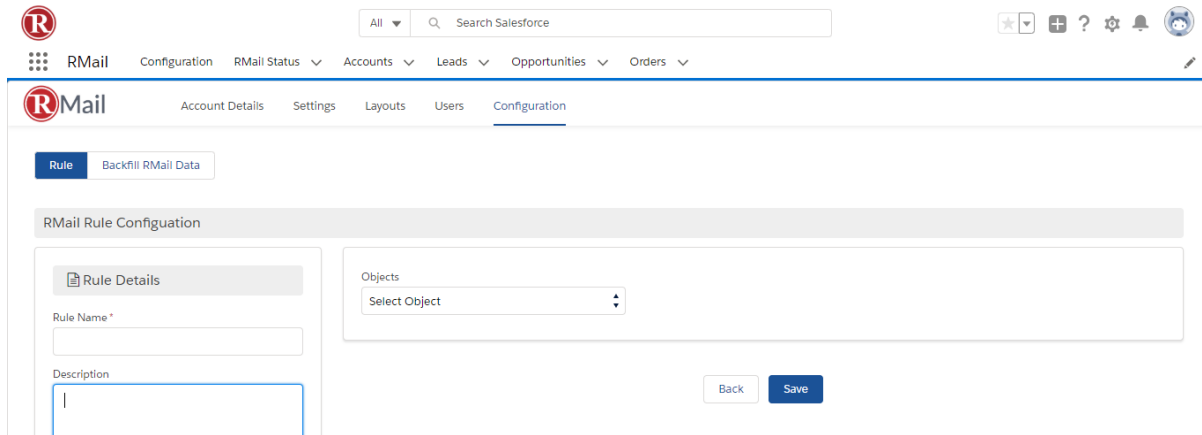 R
All Search Salesforce
RMail Configuration RMail Status Accounts Leads Opportunities Orders
RMail Account Details Settings Layouts Users Configuration
Rule Backfill RMail Data
RMail Rule Configuation
Rule Details
Objects
Select Object
Rule Name *
Description
Back Save